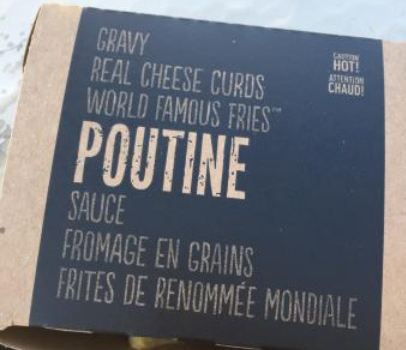 GRAVY
REAL CHEESE CURDS
WORLD FAMOUS FRIES™
POUTINE
SAUCE
FROMAGE EN GRAINS
FRITES DE RENOMMÉE MONDIALE
CAUTION
HOT!
ATTENTION
CHAUD!